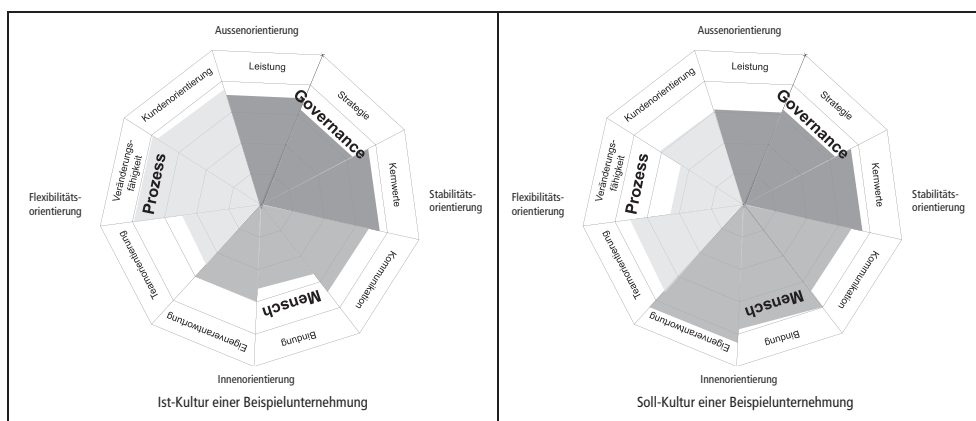 Aussenorientierung
Leistung
Strategie
Kernwerte
Kommunikation
Bindung
Eigenverantwortung
Teamorientierung
Veränderungs-
fähigkeit
Kundenorientierung
Governance
Mensch
Prozess
Flexibilitäts-
orientierung
Stabilitäts-
orientierung
Innenorientierung
Ist-Kultur einer Beispielunternehmung
Aussenorientierung
Leistung
Strategie
Kernwerte
Kommunikation
Bindung
Eigenverantwortung
Teamorientierung
Veränderungs-
fähigkeit
Kundenorientierung
Governance
Mensch
Prozess
Flexibilitäts-
orientierung
Stabilitäts-
orientierung
Innenorientierung
Soll-Kultur einer Beispielunternehmung